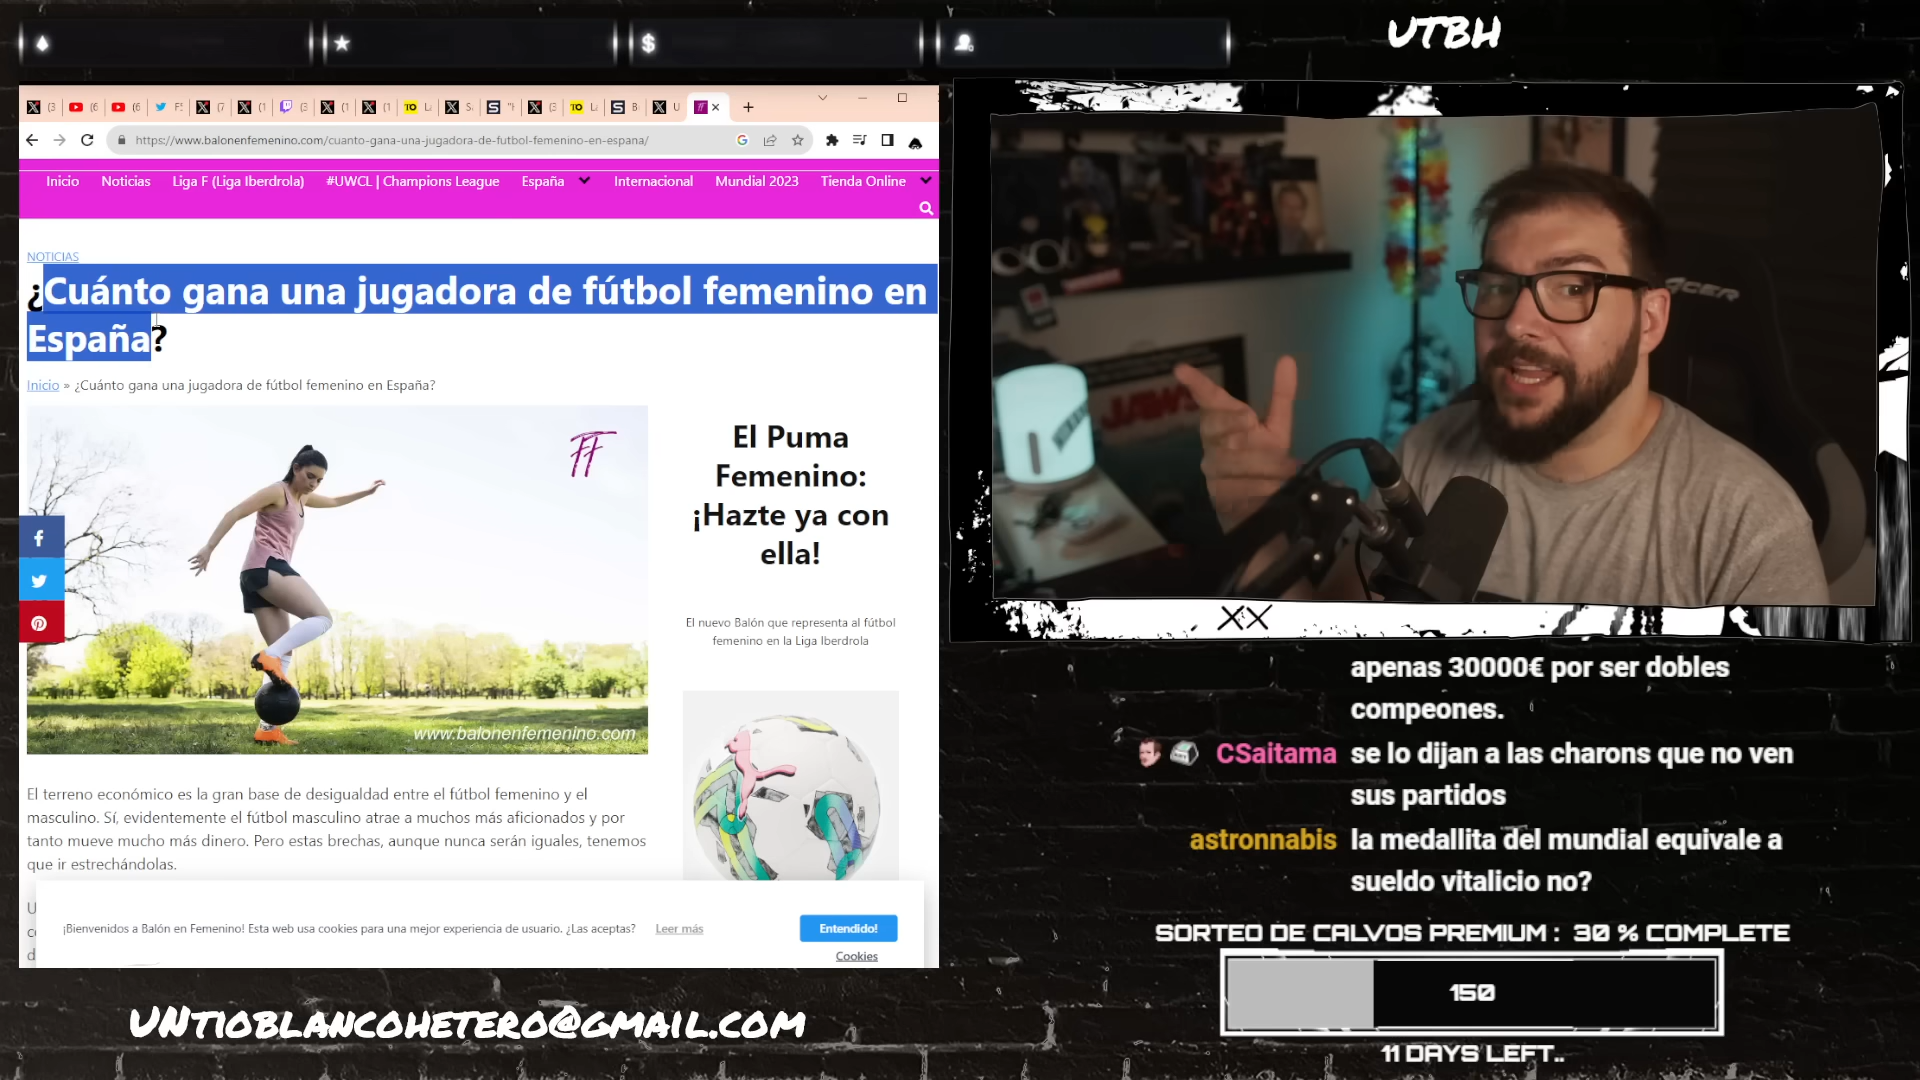 UTBH
https://www.balonenfemenino.com/cuanto-gana-una-jugadora-de-futbol-femenino-en-espana/
Inicio Noticias Liga F (Liga Iberdrola) #UWCL | Champions League España Internacional Mundial 2023 Tienda Online
NOTICIAS
¿Cuánto gana una jugadora de fútbol femenino en
España?
Inicio » ¿Cuánto gana una jugadora de fútbol femenino en España?
www.balonenfemenino.com
El Puma
Femenino:
¡Hazte ya con
ella!
El nuevo Balón que representa al fútbol
femenino en la Liga Iberdrola
El terreno económico es la gran base de desigualdad entre el fútbol femenino y el
masculino. Sí, evidentemente el fútbol masculino atrae a muchos más aficionados y por
tanto mueve mucho más dinero. Pero estas brechas, aunque nunca serán iguales, tenemos
que ir estrechándolas.
¡Bienvenidos a Balón en Femenino! Esta web usa cookies para una mejor experiencia de usuario. ¿Las aceptas? Leer más
Entendido!
Cookies
JAWS
ACER
XX
apenas 30000€ por ser dobles
compeones.
CSaitama se lo dijan a las charons que no ven
sus partidos
astronnabis la medallita del mundial equivale a
sueldo vitalicio no?
SORTEO DE CALVOS PREMIUM : 30 % COMPLETE
150
11 DAYS LEFT..
UNTIOBLANCOHETERO@GMAIL.COM